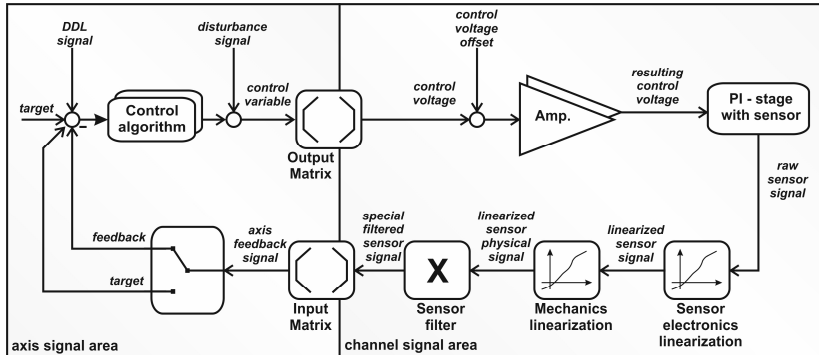 DDL
signal
disturbance
signal
control
voltage
offset
target
control
variable
control
voltage
resulting
control
voltage
Control
algorithm
Output
Matrix
Amp.
PI - stage
with sensor
raw
sensor
signal
feedback
target
axis
feedback
signal
special
filtered
sensor
signal
linearized
sensor
physical
signal
linearized
sensor
signal
X
Input
Matrix
Sensor
filter
Mechanics
linearization
Sensor
electronics
linearization
axis signal area
channel signal area